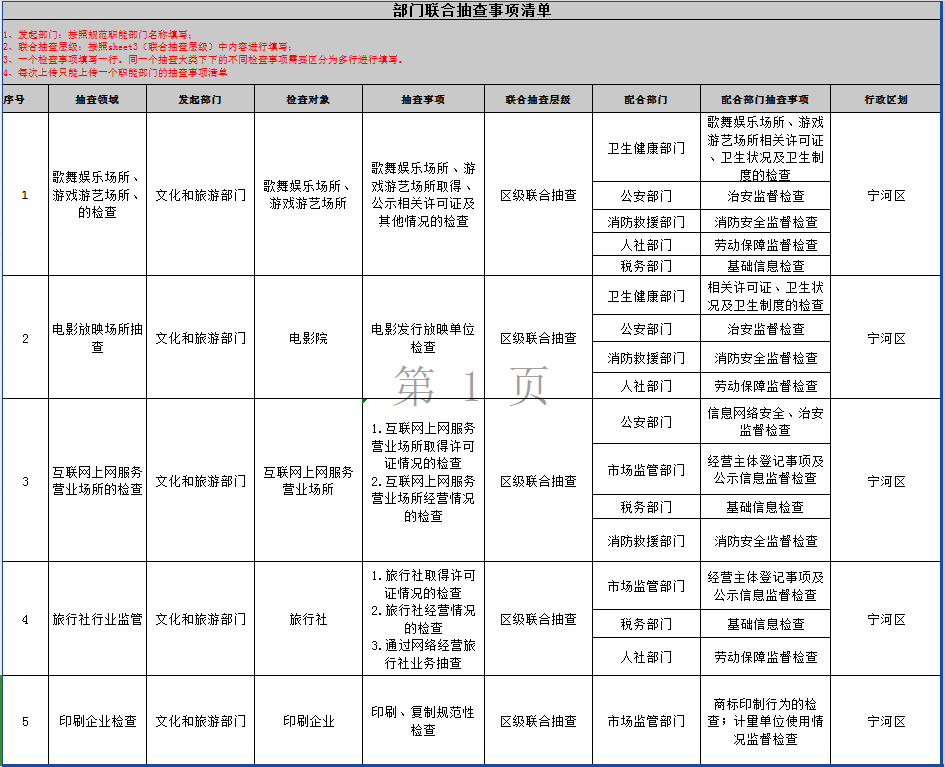 部门联合抽查事项清单
1、发起部门：按照规范职能部门名称填写；
2、联合抽查层级：按照sheet3（联合抽查层级）中内容进行填写；
3、一个检查事项填写一行。同一个抽查大类下下的不同检查事项需要区分为多行进行填写。
4、每次上传只能上传一个职能部门的抽查事项清单
序号 抽查领域 发起部门 检查对象 抽查事项 联合抽查层级 配合部门 配合部门抽查事项 行政区划
1
歌舞娱乐场所、
游戏游艺场所、
的检查
文化和旅游部门
歌舞娱乐场所、
游戏游艺场所
歌舞娱乐场所、游
戏游艺场所取得、
公示相关许可证及
其他情况的检查
区级联合抽查
卫生健康部门
歌舞娱乐场所、游戏
游艺场所相关许可证
、卫生状况及卫生制
度的检查
公安部门 治安监督检查
消防救援部门 消防安全监督检查
人社部门 劳动保障监督检查
税务部门 基础信息检查
宁河区
2
电影放映场所抽
查
文化和旅游部门
电影院
电影发行放映单位
检查
区级联合抽查
卫生健康部门
相关许可证、卫生状
况及卫生制度的检查
公安部门 治安监督检查
消防救援部门 消防安全监督检查
人社部门 劳动保障监督检查
宁河区
第 1 页
3
互联网上网服务
营业场所的检查
文化和旅游部门
互联网上网服务
营业场所
1.互联网上网服务
营业场所取得许可
证情况的检查
2.互联网上网服务
营业场所经营情况
的检查
区级联合抽查
公安部门
信息网络安全、治安
监督检查
市场监管部门
经营主体登记事项及
公示信息监督检查
税务部门 基础信息检查
消防救援部门 消防安全监督检查
宁河区
4
旅行社行业监管
文化和旅游部门
旅行社
1.旅行社取得许可
证情况的检查
2.旅行社经营情况
的检查
3.通过网络经营旅
行社业务抽查
区级联合抽查
市场监管部门
经营主体登记事项及
公示信息监督检查
税务部门 基础信息检查
人社部门 劳动保障监督检查
宁河区
5
印刷企业检查
文化和旅游部门
印刷企业
印刷、复制规范性
检查
区级联合抽查
市场监管部门
商标印制行为的检
查；计量单位使用情
况监督检查
宁河区